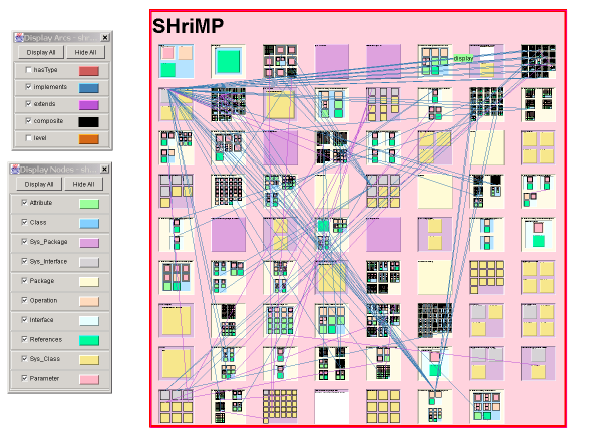 SHriMP
display
Display Arcs - shr
Display All
Hide All
hasType
implements
extends
composite
level
Display Nodes - sh
Display All
Hide All
Attribute
Class
Sys_Package
Sys_Interface
Package
Operation
Interface
References
Sys_Class
Parameter